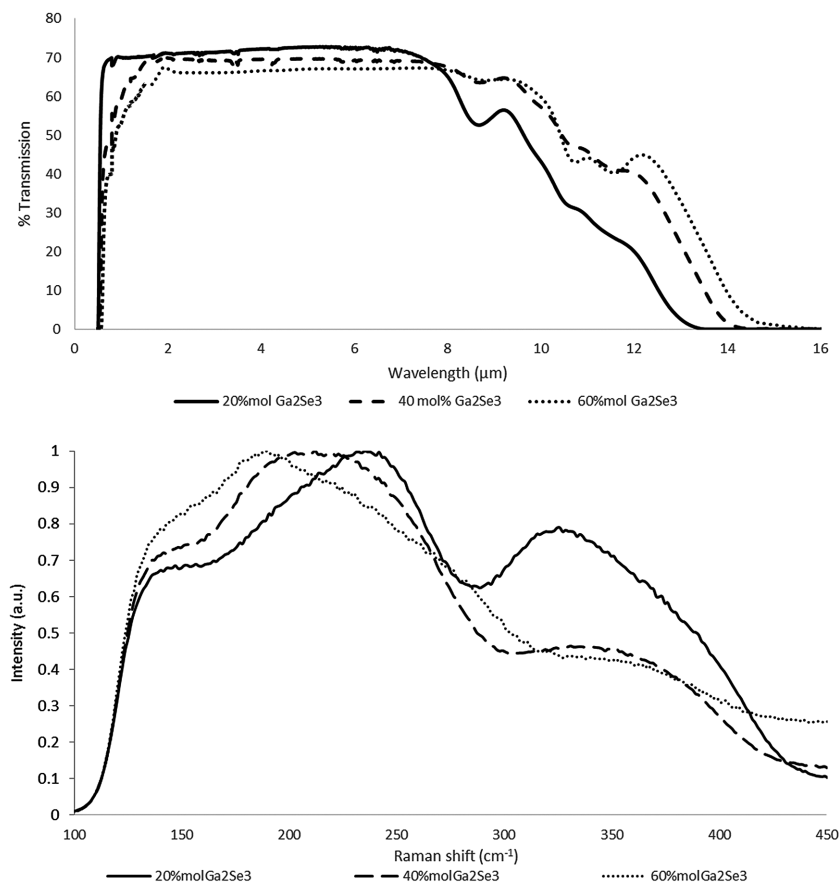 80
70
60
50
40
30
20
10
0
% Transmission
0 2 4 6 8 10 12 14 16
Wavelength (µm)
20%mol Ga2Se3 40 mol% Ga2Se3 60%mol Ga2Se3
1
0.9
0.8
0.7
0.6
0.5
0.4
0.3
0.2
0.1
0
Intensity (a.u.)
100 150 200 250 300 350 400 450
Raman shift (cm-1)
20%molGa2Se3 40%molGa2Se3 60%molGa2Se3